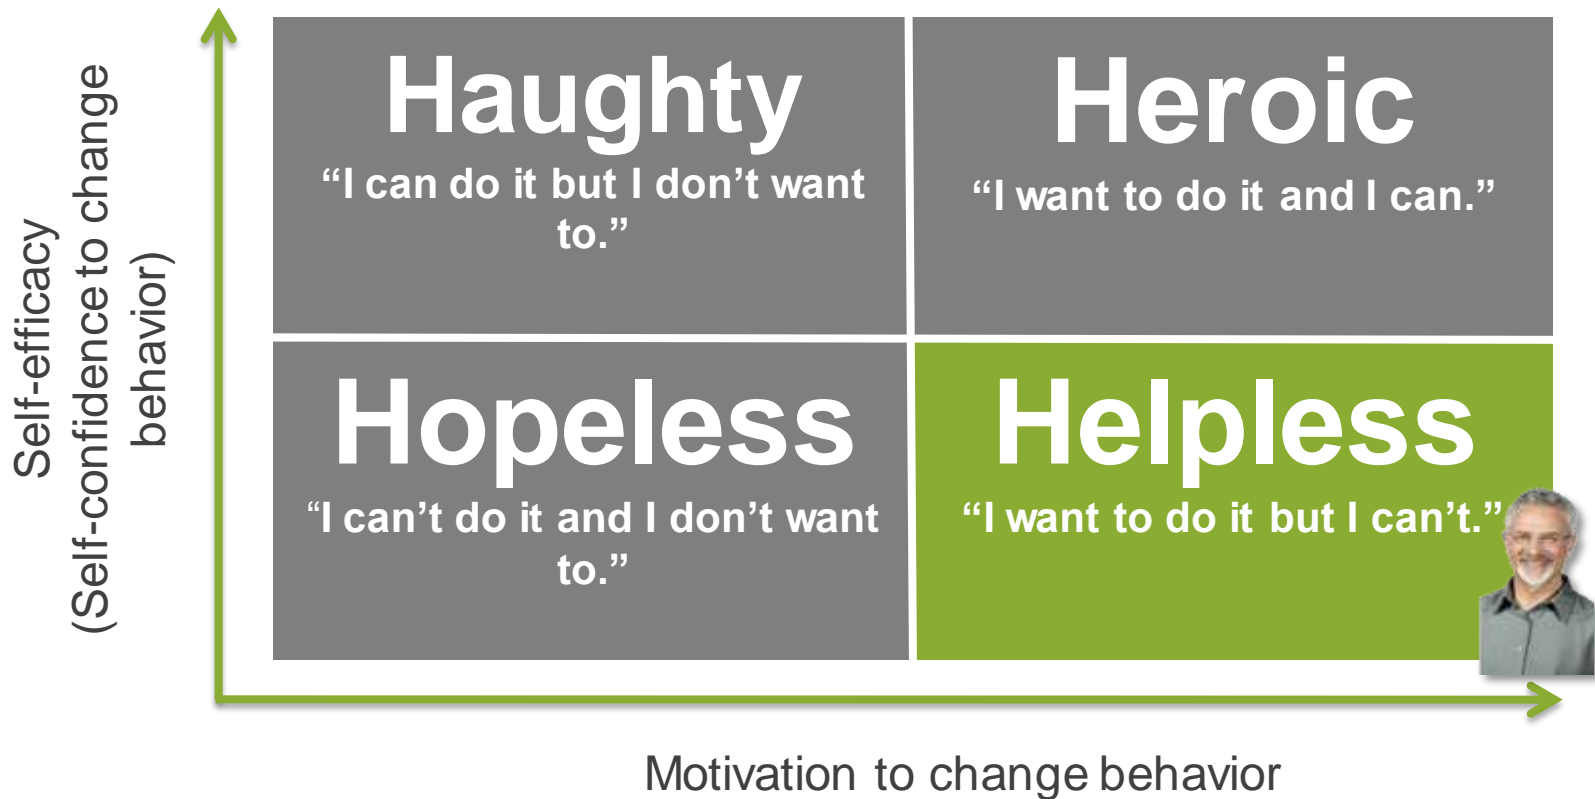 Self-efficacy
(Self-confidence to change
behavior)
Haughty
“I can do it but I don’t want
to.”
Heroic
“I want to do it and I can.”
Hopeless
“I can’t do it and I don’t want
to.”
Helpless
“I want to do it but I can’t.”
Motivation to change behavior